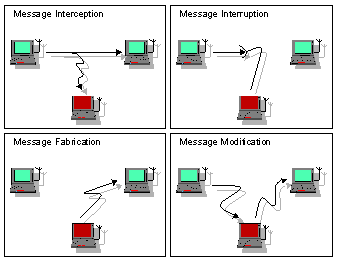 Message Interception
Message Interruption
Message Fabrication
Message Modification